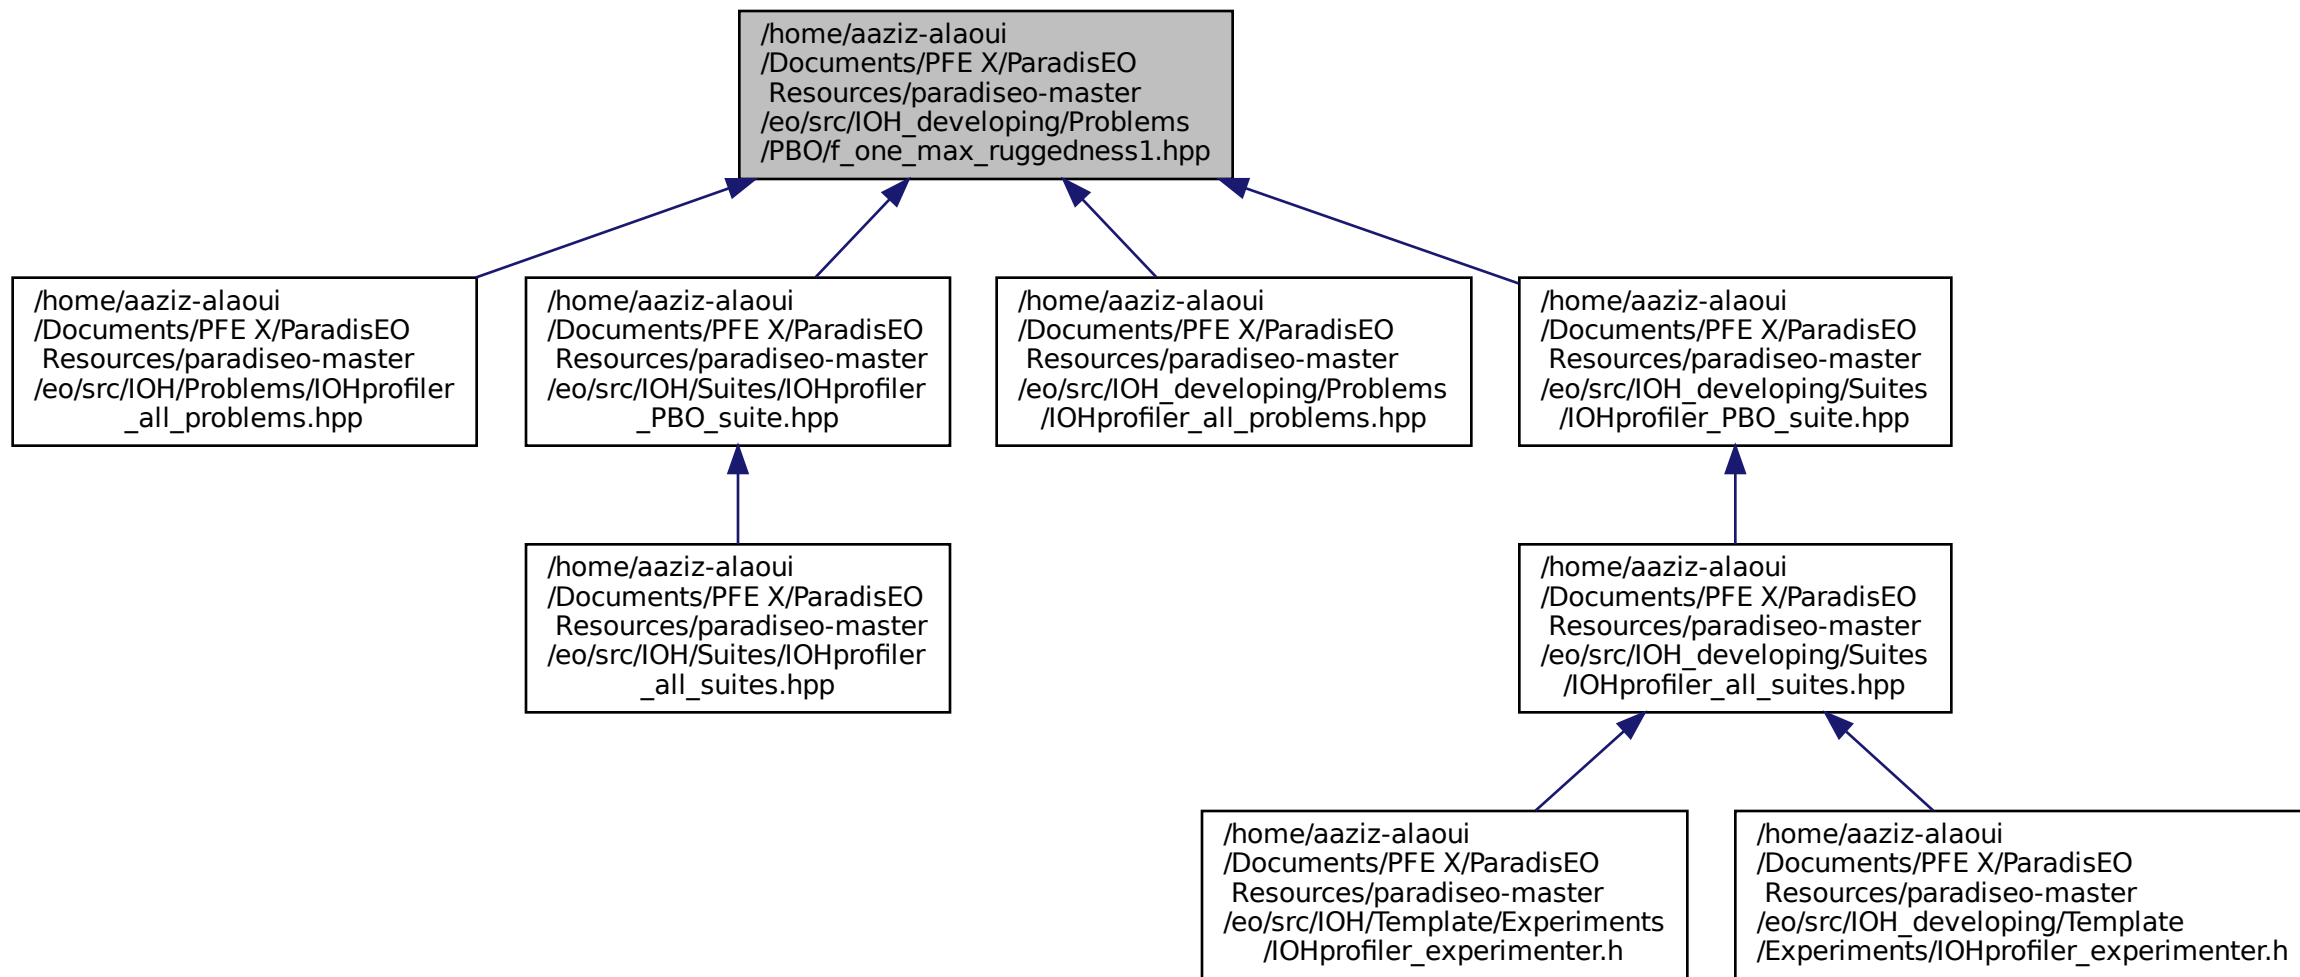 /home/aaziz-alaoui
/Documents/PFE X/ParadisEO
Resources/paradiseo-master
/eo/src/IOH_developing/Problems
/PBO/f_one_max_ruggedness1.hpp
/home/aaziz-alaoui
/Documents/PFE X/ParadisEO
Resources/paradiseo-master
/eo/src/IOH/Problems/IOHprofiler
_all_problems.hpp
/home/aaziz-alaoui
/Documents/PFE X/ParadisEO
Resources/paradiseo-master
/eo/src/IOH/Suites/IOHprofiler
_PBO_suite.hpp
/home/aaziz-alaoui
/Documents/PFE X/ParadisEO
Resources/paradiseo-master
/eo/src/IOH_developing/Problems
/IOHprofiler_all_problems.hpp
/home/aaziz-alaoui
/Documents/PFE X/ParadisEO
Resources/paradiseo-master
/eo/src/IOH_developing/Suites
/IOHprofiler_PBO_suite.hpp
/home/aaziz-alaoui
/Documents/PFE X/ParadisEO
Resources/paradiseo-master
/eo/src/IOH/Suites/IOHprofiler
_all_suites.hpp
/home/aaziz-alaoui
/Documents/PFE X/ParadisEO
Resources/paradiseo-master
/eo/src/IOH_developing/Suites
/IOHprofiler_all_suites.hpp
/home/aaziz-alaoui
/Documents/PFE X/ParadisEO
Resources/paradiseo-master
/eo/src/IOH/Template/Experiments
/IOHprofiler_experimenter.h
/home/aaziz-alaoui
/Documents/PFE X/ParadisEO
Resources/paradiseo-master
/eo/src/IOH_developing/Template
/Experiments/IOHprofiler_experimenter.h